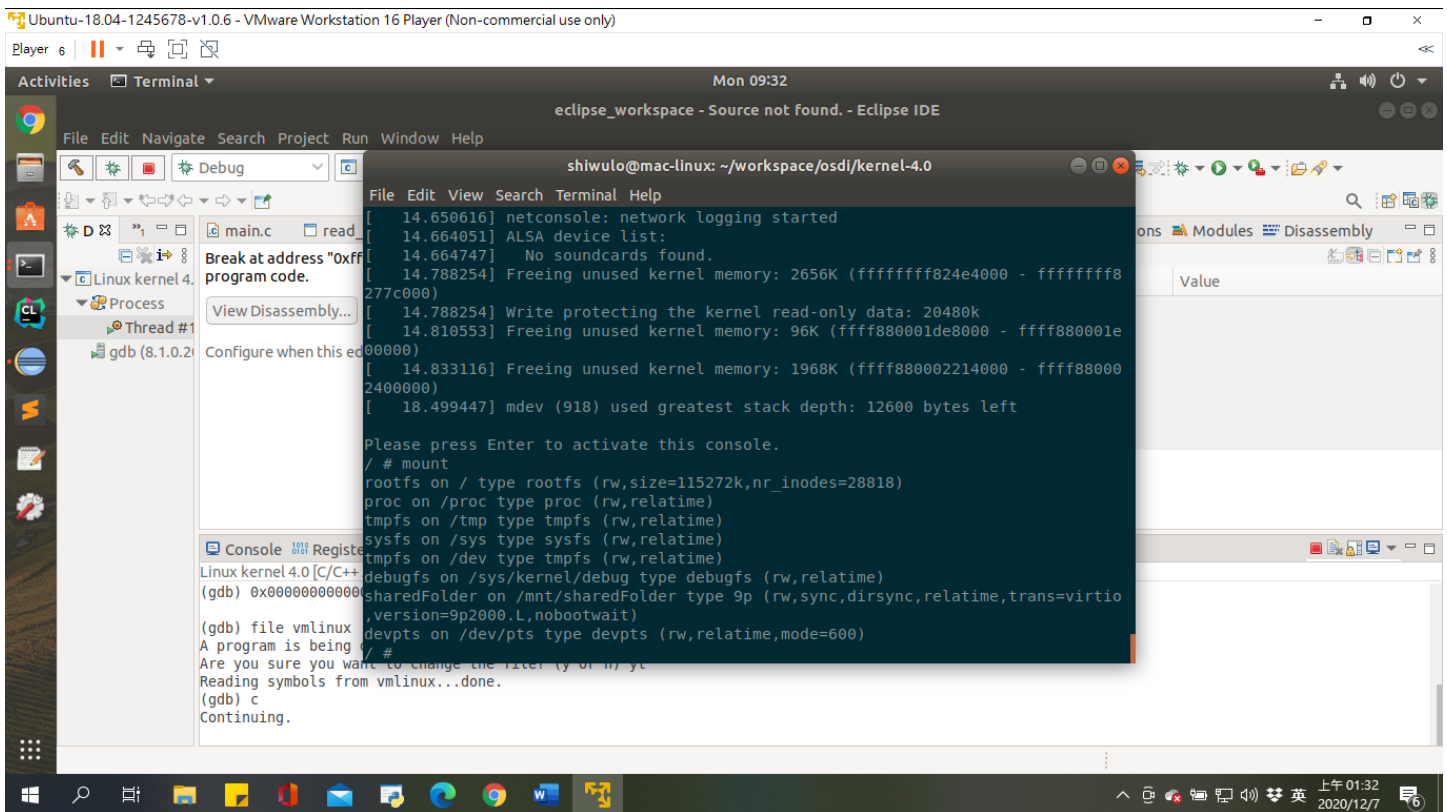 Ubuntu-18.04-1245678-v1.0.6 - VMware Workstation 16 Player (Non-commercial use only)
Player 6
Activities Terminal Mon 09:32
eclipse_workspace - Source not found. - Eclipse IDE
File Edit Navigate Search Project Run Window Help
Debug
shiwulo@mac-linux: ~/workspace/osdi/kernel-4.0
File Edit View Search Terminal Help
[   14.650616] netconsole: network logging started
[   14.664051] ALSA device list:
[   14.664747]   No soundcards found.
[   14.788254] Freeing unused kernel memory: 2656K (ffffffff824e4000 - ffffffff8
277c000)
[   14.788254] Write protecting the kernel read-only data: 20480k
[   14.810553] Freeing unused kernel memory: 96K (ffff880001de8000 - ffff880001e
00000)
[   14.833116] Freeing unused kernel memory: 1968K (ffff880002214000 - ffff88000
2400000)
[   18.499447] mdev (918) used greatest stack depth: 12600 bytes left
Please press Enter to activate this console.
/ # mount
rootfs on / type rootfs (rw,size=115272k,nr_inodes=28818)
proc on /proc type proc (rw,relatime)
tmpfs on /tmp type tmpfs (rw,relatime)
sysfs on /sys type sysfs (rw,relatime)
tmpfs on /dev type tmpfs (rw,relatime)
debugfs on /sys/kernel/debug type debugfs (rw,relatime)
sharedFolder on /mnt/sharedFolder type 9p (rw,sync,dirsync,relatime,trans=virtio
,version=9p2000.L,nobootwait)
devpts on /dev/pts type devpts (rw,relatime,mode=600)
/ #
D
Linux kernel 4.
Process
Thread #1
gdb (8.1.0.20
main.c read_
Break at address "0xff
program code.
View Disassembly...
Configure when this ed
ons Modules Disassembly
Value
Console Registe
Linux kernel 4.0 [C/C++
(gdb) 0x000000000000
(gdb) file vmlinux
A program is being
Are you sure you want to change the file? (y or n) yt
Reading symbols from vmlinux...done.
(gdb) c
Continuing.
英
上午 01:32
2020/12/7
6